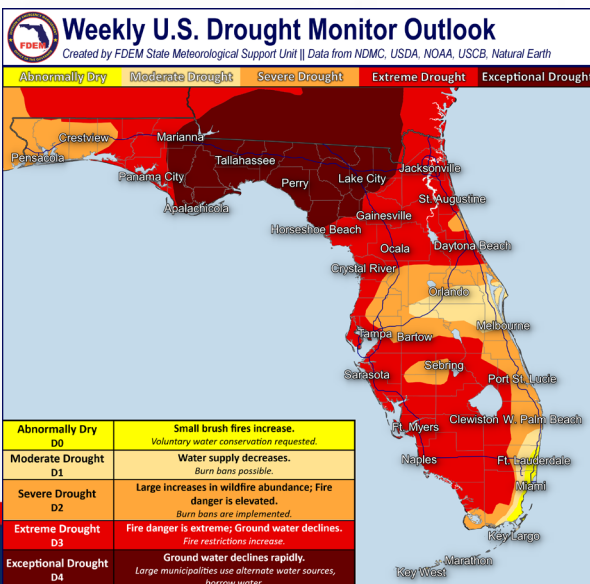 Weekly U.S. Drought Monitor Outlook
Created by FDEM State Meteorological Support Unit || Data from NDMC, USDA, NOAA, USCB, Natural Earth
Abnormally Dry Moderate Drought Severe Drought Extreme Drought Exceptional Drought
FDEM
Crestview
Marianna
Pensacola
Tallahassee
Panama City
Perry
Lake City
Jacksonville
Apalachicola
St. Augustine
Gainesville
Horseshoe Beach
Ocala
Daytona Beach
Crystal River
Orlando
Melbourne
Tampa
Bartow
Sebring
Sarasota
Port St. Lucie
Clewiston
W. Palm Beach
Ft. Myers
Naples
Ft. Lauderdale
Miami
Key Largo
Marathon
Key West
Abnormally Dry
D0
Small brush fires increase.
Voluntary water conservation requested.
Moderate Drought
D1
Water supply decreases.
Burn bans possible.
Severe Drought
D2
Large increases in wildfire abundance; Fire
danger is elevated.
Burn bans are implemented.
Extreme Drought
D3
Fire danger is extreme; Ground water declines.
Fire restrictions increase.
Exceptional Drought
D4
Ground water declines rapidly.
Large municipalities use alternate water sources,
borrow water.